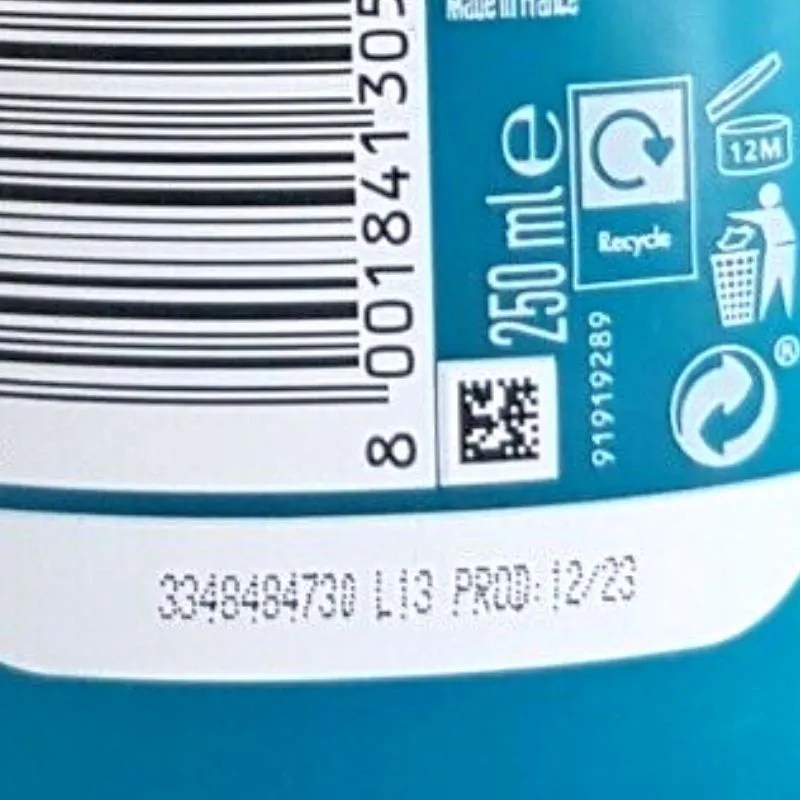 Made in France
8 001841 305
250 ml e
Recycle
12M
91919289
®
3348484730 L13 PROD:12/23